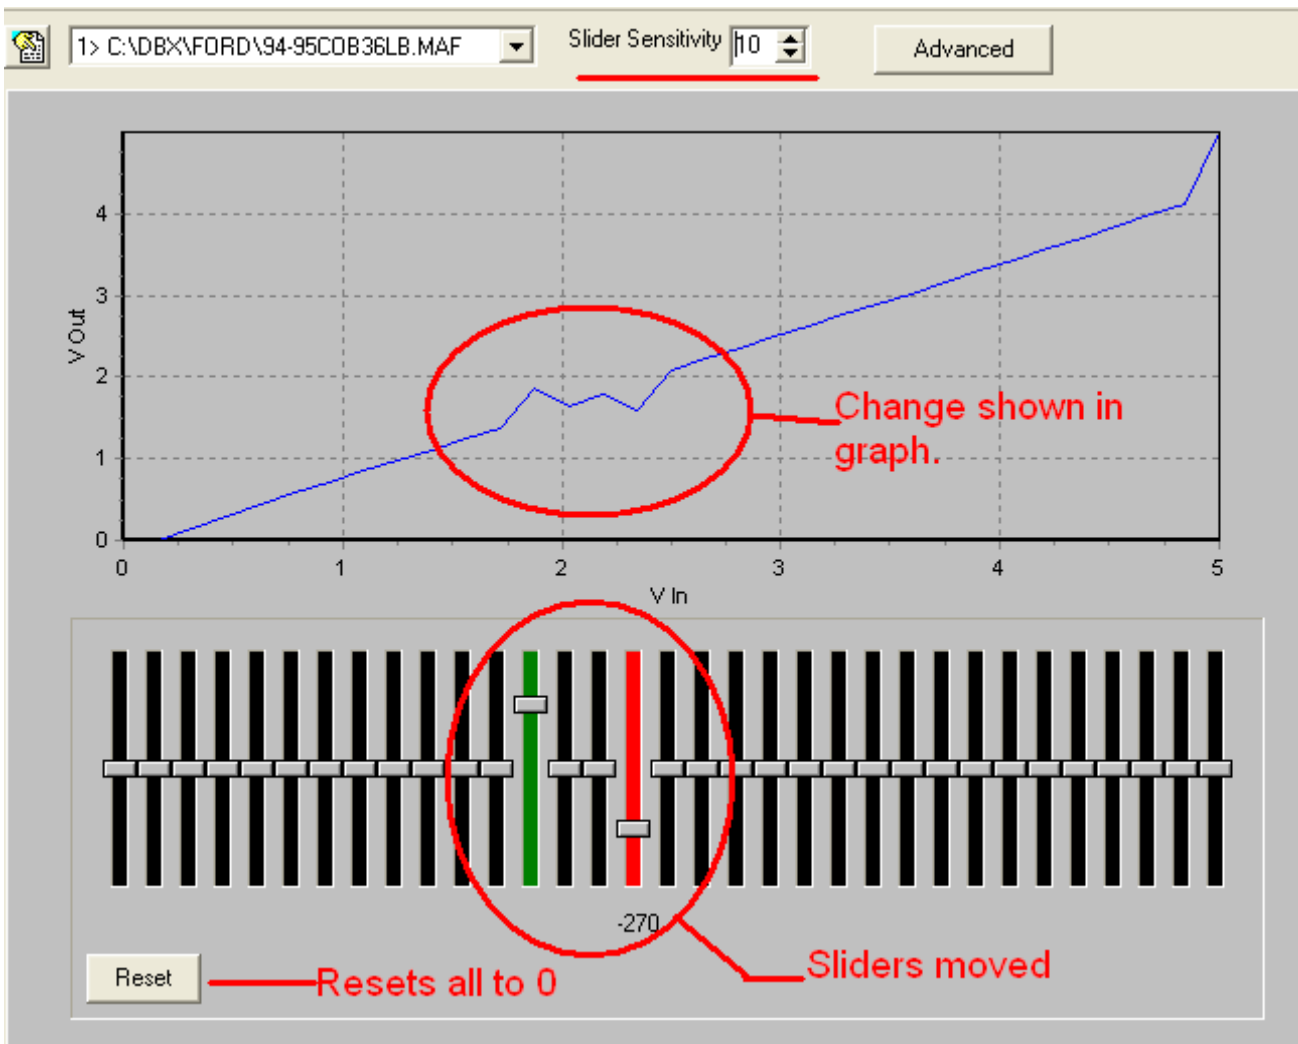 1> C:\DBX\FORD\94-95COB36LB.MAF
Slider Sensitivity 10
Advanced
V Out
4
3
2
1
0
0 1 2 3 4 5
V In
Change shown in
graph.
-270
Sliders moved
Reset
Resets all to 0